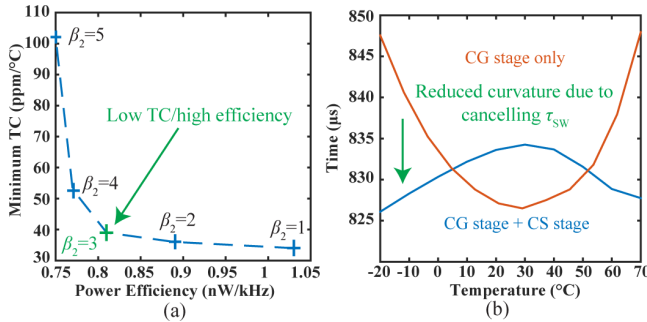 110
100
90
80
70
60
50
40
30
Minimum TC (ppm/°C)
β2=5
β2=4
β2=3
β2=2
β2=1
Low TC/high efficiency
0.75 0.8 0.85 0.9 0.95 1 1.05
Power Efficiency (nW/kHz)
(a)
850
845
840
835
830
825
Time (μs)
CG stage only
Reduced curvature due to
cancelling τSW
CG stage + CS stage
-20 -10 0 10 20 30 40 50 60 70
Temperature (°C)
(b)